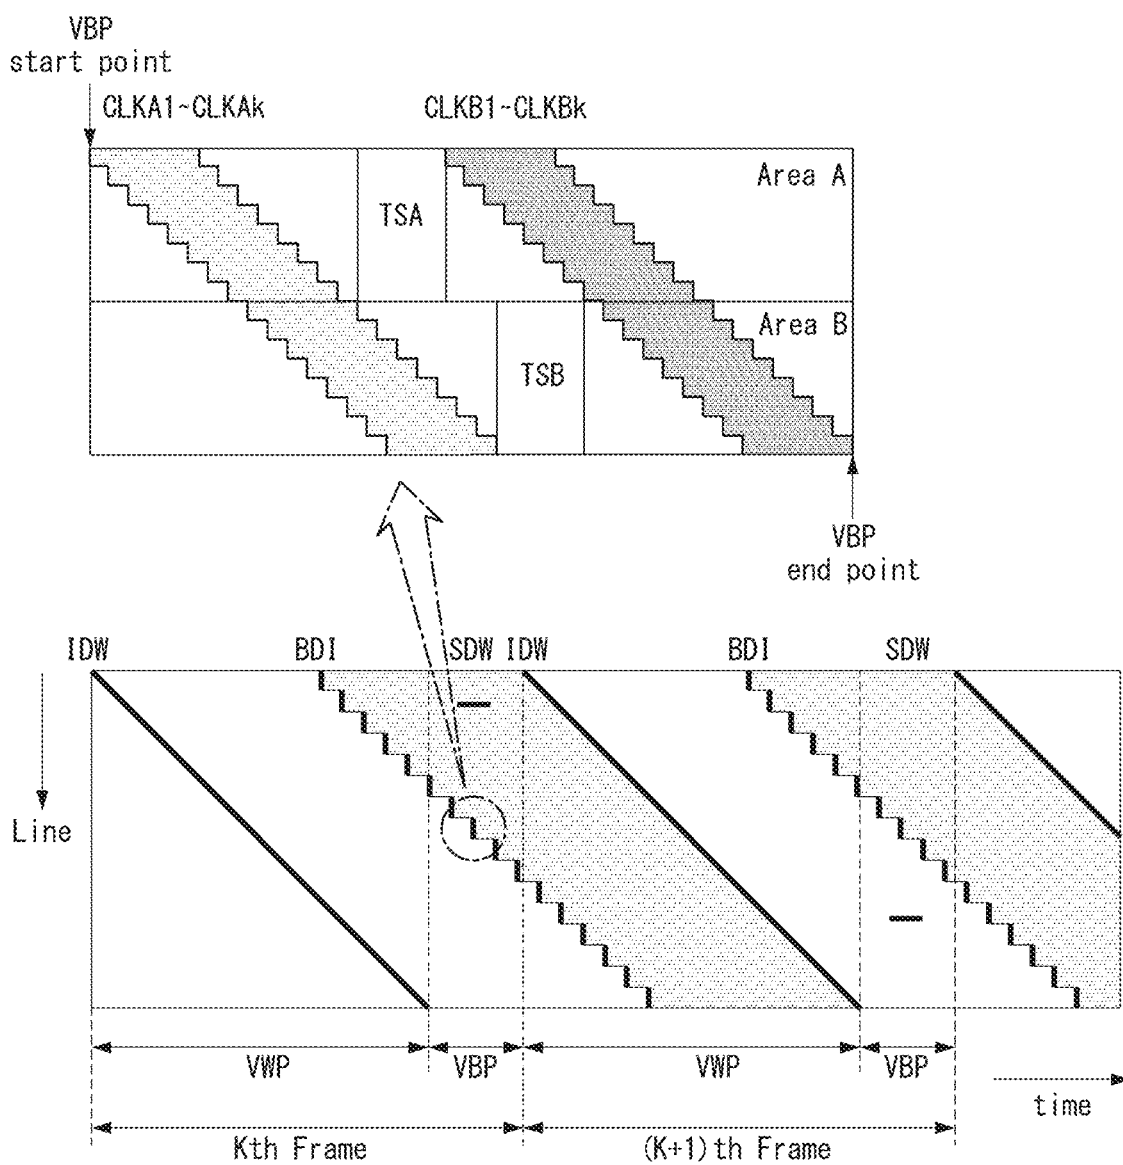 VBP
start point
CLKA1~CLKAk
CLKB1~CLKBk
Area A
TSA
Area B
TSB
VBP
end point
IDW
BDI
SDW
IDW
BDI
SDW
Line
VWP
VBP
VWP
VBP
time
Kth Frame
(K+1)th Frame